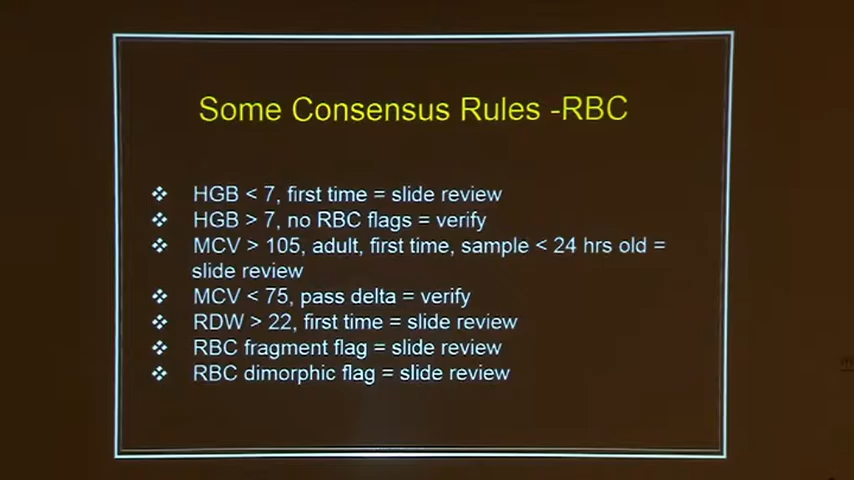 Some Consensus Rules -RBC
❖ HGB < 7, first time = slide review
❖ HGB > 7, no RBC flags = verify
❖ MCV > 105, adult, first time, sample < 24 hrs old =
slide review
❖ MCV < 75, pass delta = verify
❖ RDW > 22, first time = slide review
❖ RBC fragment flag = slide review
❖ RBC dimorphic flag = slide review